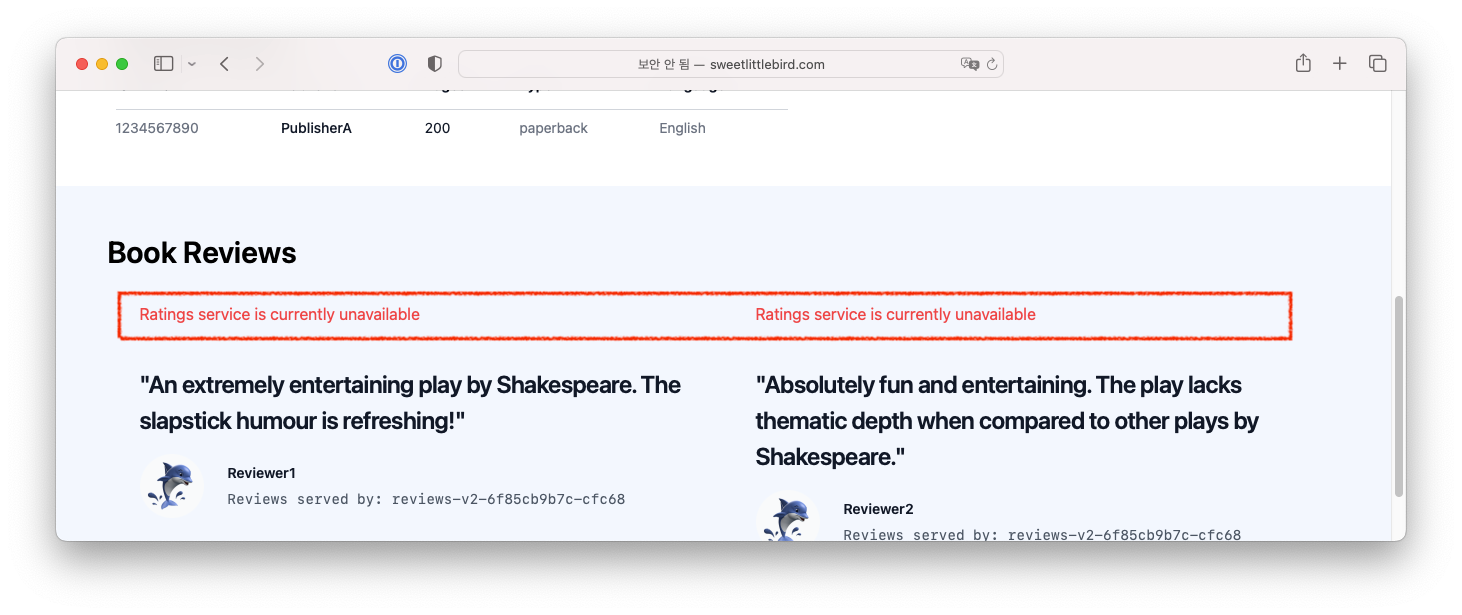 보안 안 됨 — sweetlittlebird.com
1234567890 PublisherA 200 paperback English
Book Reviews
Ratings service is currently unavailable
Ratings service is currently unavailable
"An extremely entertaining play by Shakespeare. The
slapstick humour is refreshing!"
Reviewer1
Reviews served by: reviews-v2-6f85cb9b7c-cfc68
"Absolutely fun and entertaining. The play lacks
thematic depth when compared to other plays by
Shakespeare."
Reviewer2
Reviews served by: reviews-v2-6f85cb9b7c-cfc68